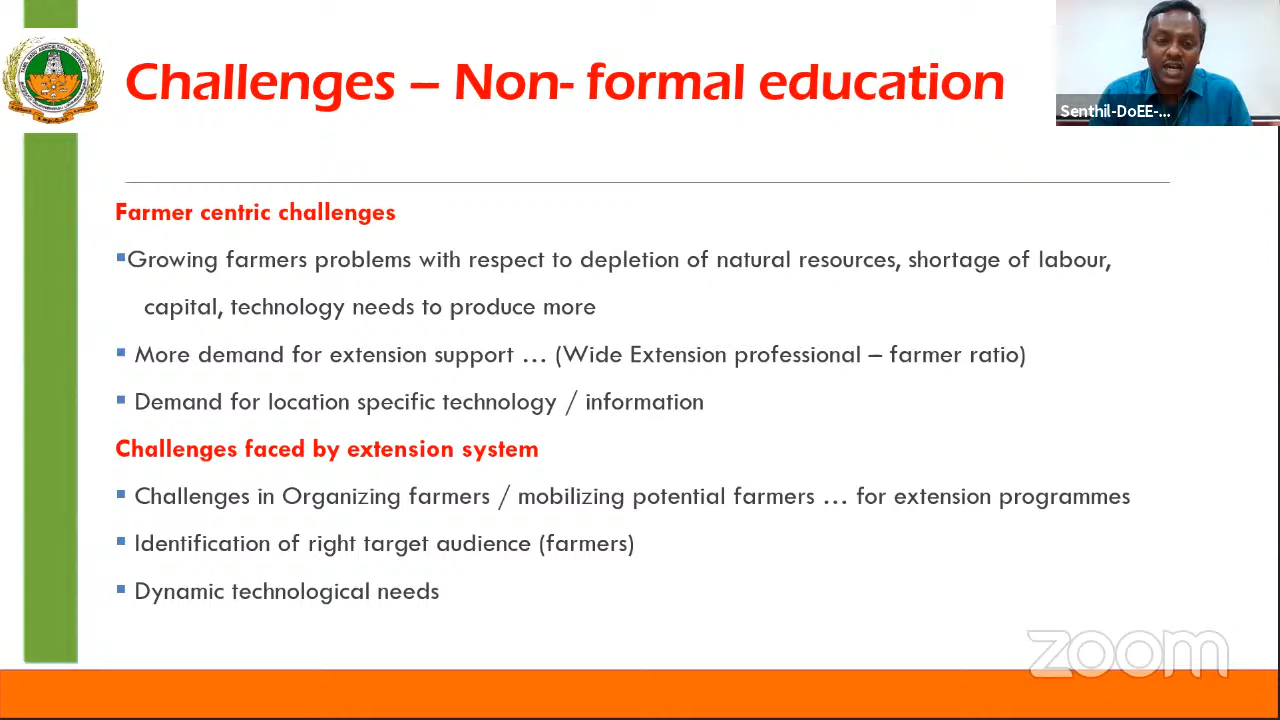 Challenges – Non- formal education
Senthil-DoEE-...
Farmer centric challenges
▪Growing farmers problems with respect to depletion of natural resources, shortage of labour,
capital, technology needs to produce more
▪ More demand for extension support ... (Wide Extension professional – farmer ratio)
▪ Demand for location specific technology / information
Challenges faced by extension system
▪ Challenges in Organizing farmers / mobilizing potential farmers ... for extension programmes
▪ Identification of right target audience (farmers)
▪ Dynamic technological needs
zoom